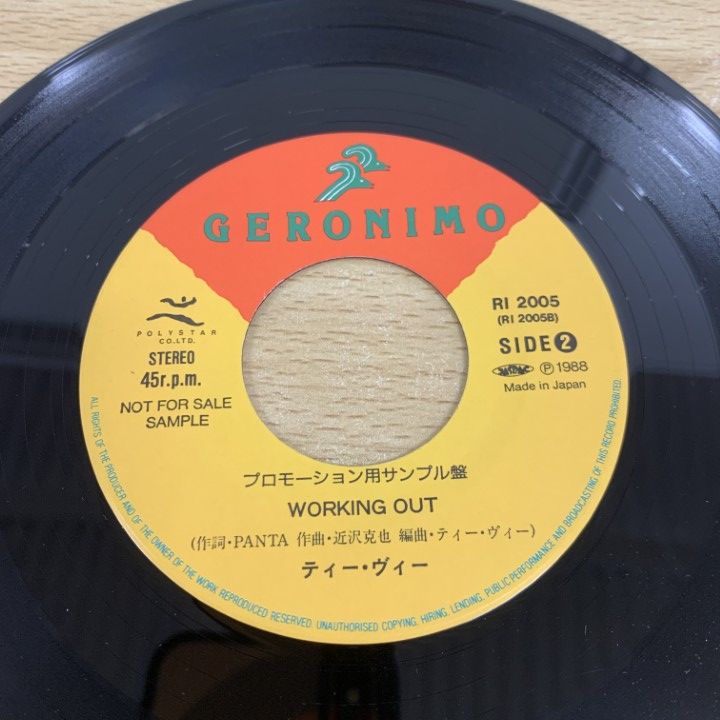 GERONIMO
POLYSTAR
CO.LTD.
STEREO
45r.p.m.
NOT FOR SALE
SAMPLE
RI 2005
(RI 2005B)
SIDE 2
Ⓟ1988
Made in Japan
プロモーション用サンプル盤
WORKING OUT
(作詞・PANTA 作曲・近沢克也 編曲・ティー・ヴィー)
ティー・ヴィー
ALL RIGHTS OF THE PRODUCER AND OF THE OWNER OF THE WORK REPRODUCED RESERVED. UNAUTHORISED COPYING, HIRING, LENDING, PUBLIC PERFORMANCE AND BROADCASTING OF THIS RECORD PROHIBITED.